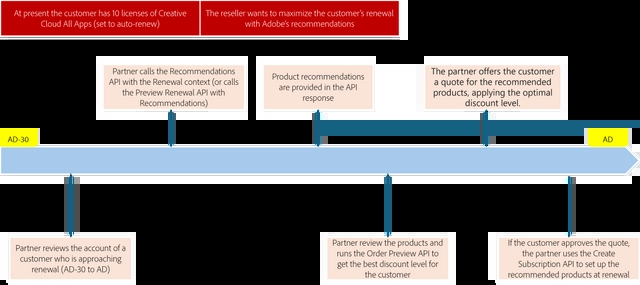 At present the customer has 10 licenses of Creative
Cloud All Apps (set to auto-renew)
The reseller wants to maximize the customer's renewal
with Adobe's recommendations
Partner calls the Recommendations
API with the Renewal context (or calls
the Preview Renewal API with
Recommendations)
Product recommendations
are provided in the API
response
The partner offers the customer
a quote for the recommended
products, applying the optimal
discount level.
AD-30
AD
Partner reviews the account of a
customer who is approaching
renewal (AD-30 to AD)
Partner review the products and
runs the Order Preview API to
get the best discount level for
the customer
If the customer approves the quote,
the partner uses the Create
Subscription API to set up the
recommended products at renewal